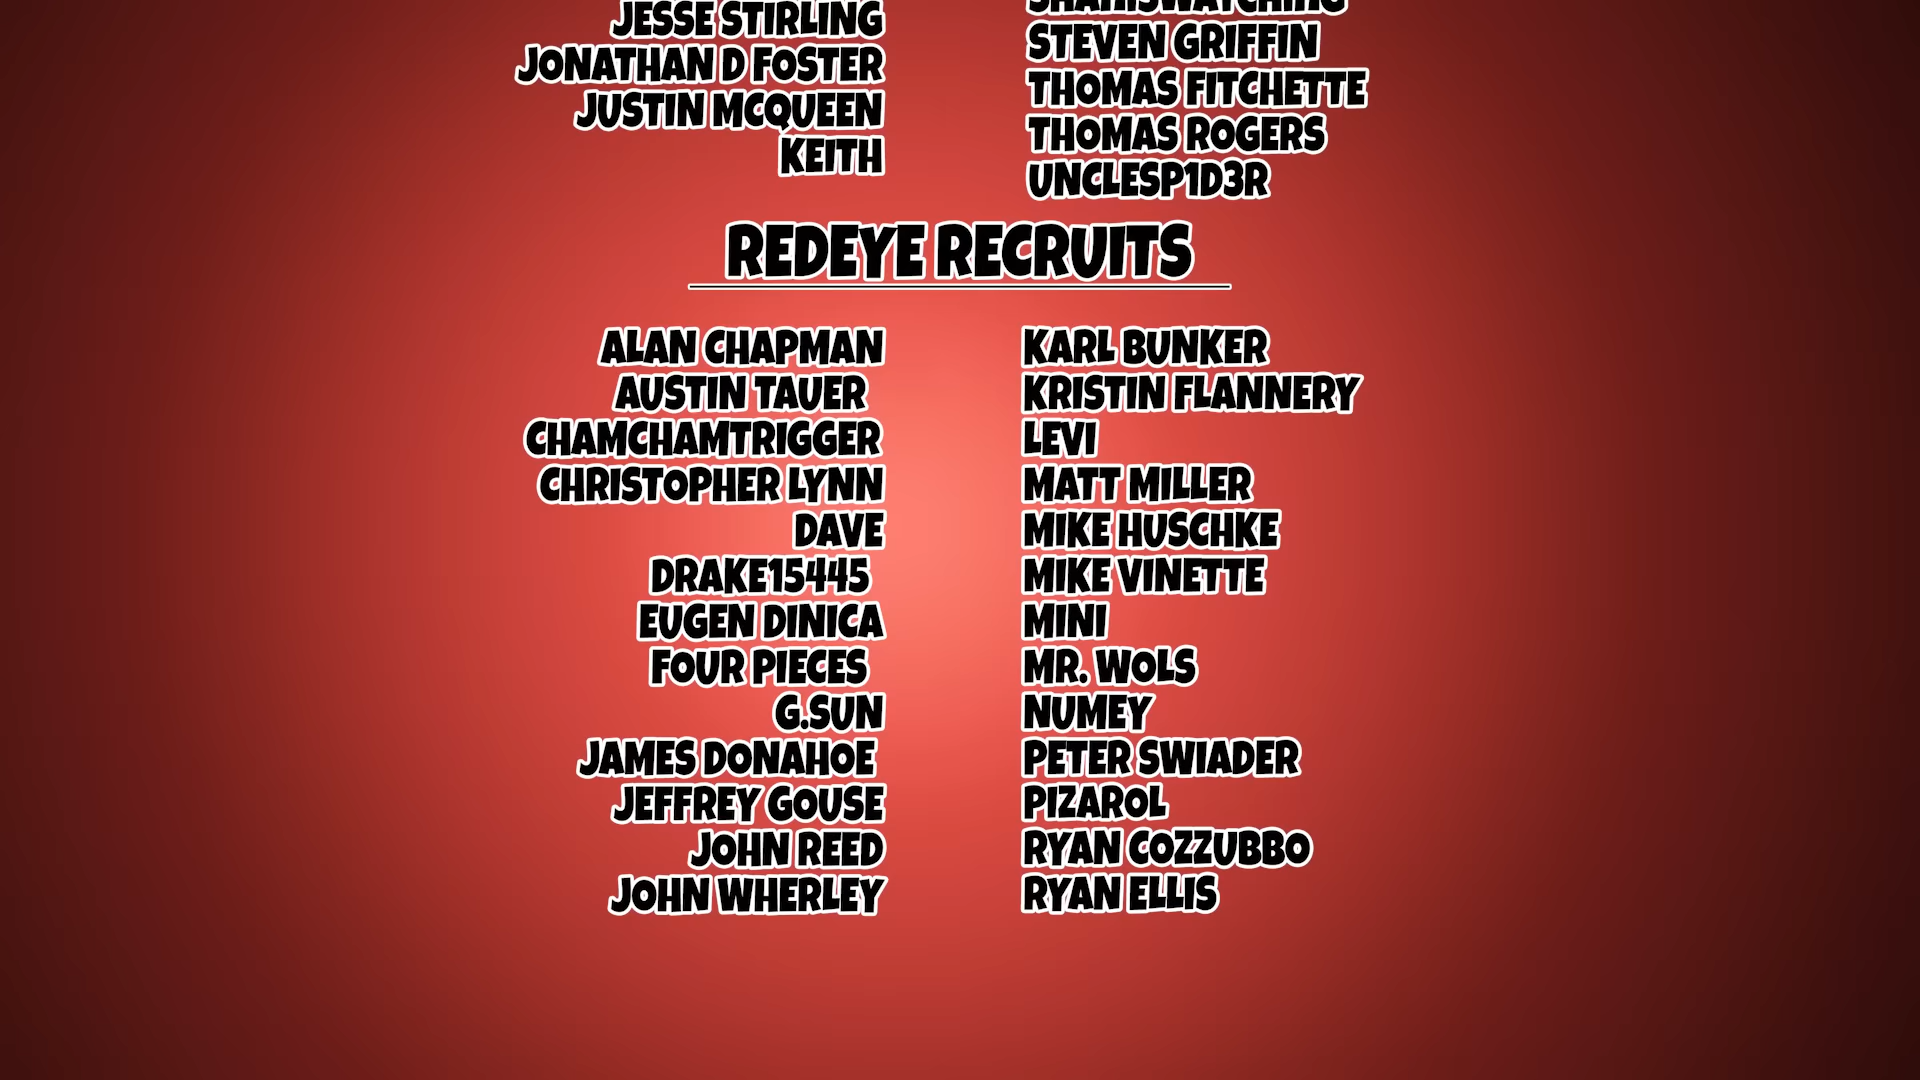 JESSE STIRLING
JONATHAN D FOSTER
JUSTIN MCQUEEN
KEITH
STEVEN GRIFFIN
THOMAS FITCHETTE
THOMAS ROGERS
UNCLESP1D3R
REDEYE RECRUITS
ALAN CHAPMAN
AUSTIN TAUER
CHAMCHAMTRIGGER
CHRISTOPHER LYNN
DAVE
DRAKE15445
EUGEN DINICA
FOUR PIECES
G.SUN
JAMES DONAHOE
JEFFREY GOUSE
JOHN REED
JOHN WHERLEY
KARL BUNKER
KRISTIN FLANNERY
LEVI
MATT MILLER
MIKE HUSCHKE
MIKE VINETTE
MINI
MR. WOLS
NUMEY
PETER SWIADER
PIZAROL
RYAN COZZUBBO
RYAN ELLIS